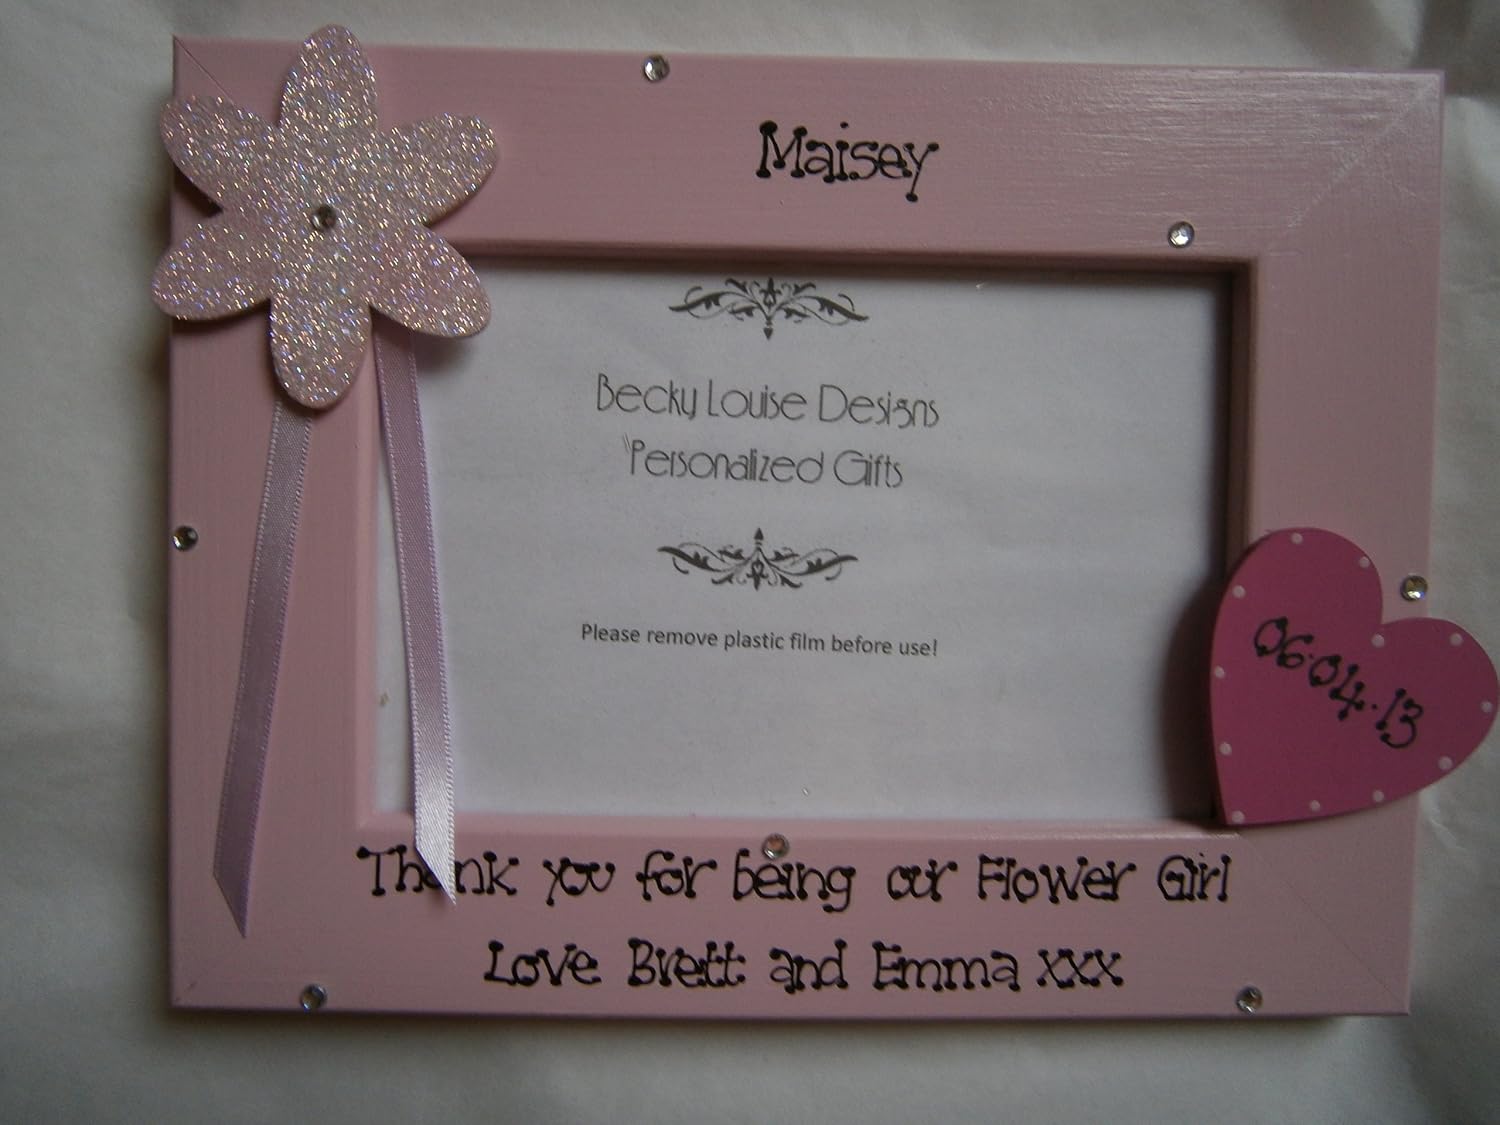 Maisey
Becky Louise Designs
Personalized Gifts
Please remove plastic film before use!
06.04.13
Thank you for being our Flower Girl
Love Brett and Emma xxx